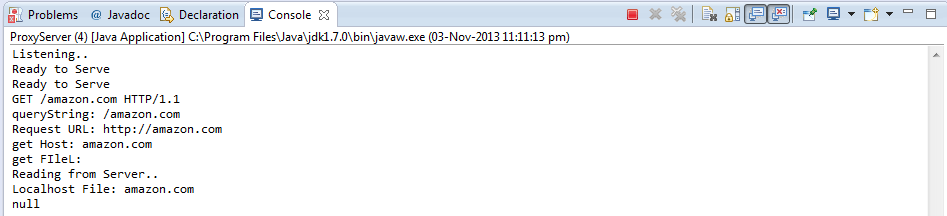 Problems @ Javadoc Declaration Console
ProxyServer (4) [Java Application] C:\Program Files\Java\jdk1.7.0\bin\javaw.exe (03-Nov-2013 11:11:13 pm)
Listening..
Ready to Serve
Ready to Serve
GET /amazon.com HTTP/1.1
queryString: /amazon.com
Request URL: http://amazon.com
get Host: amazon.com
get FIleL:
Reading from Server..
Localhost File: amazon.com
null